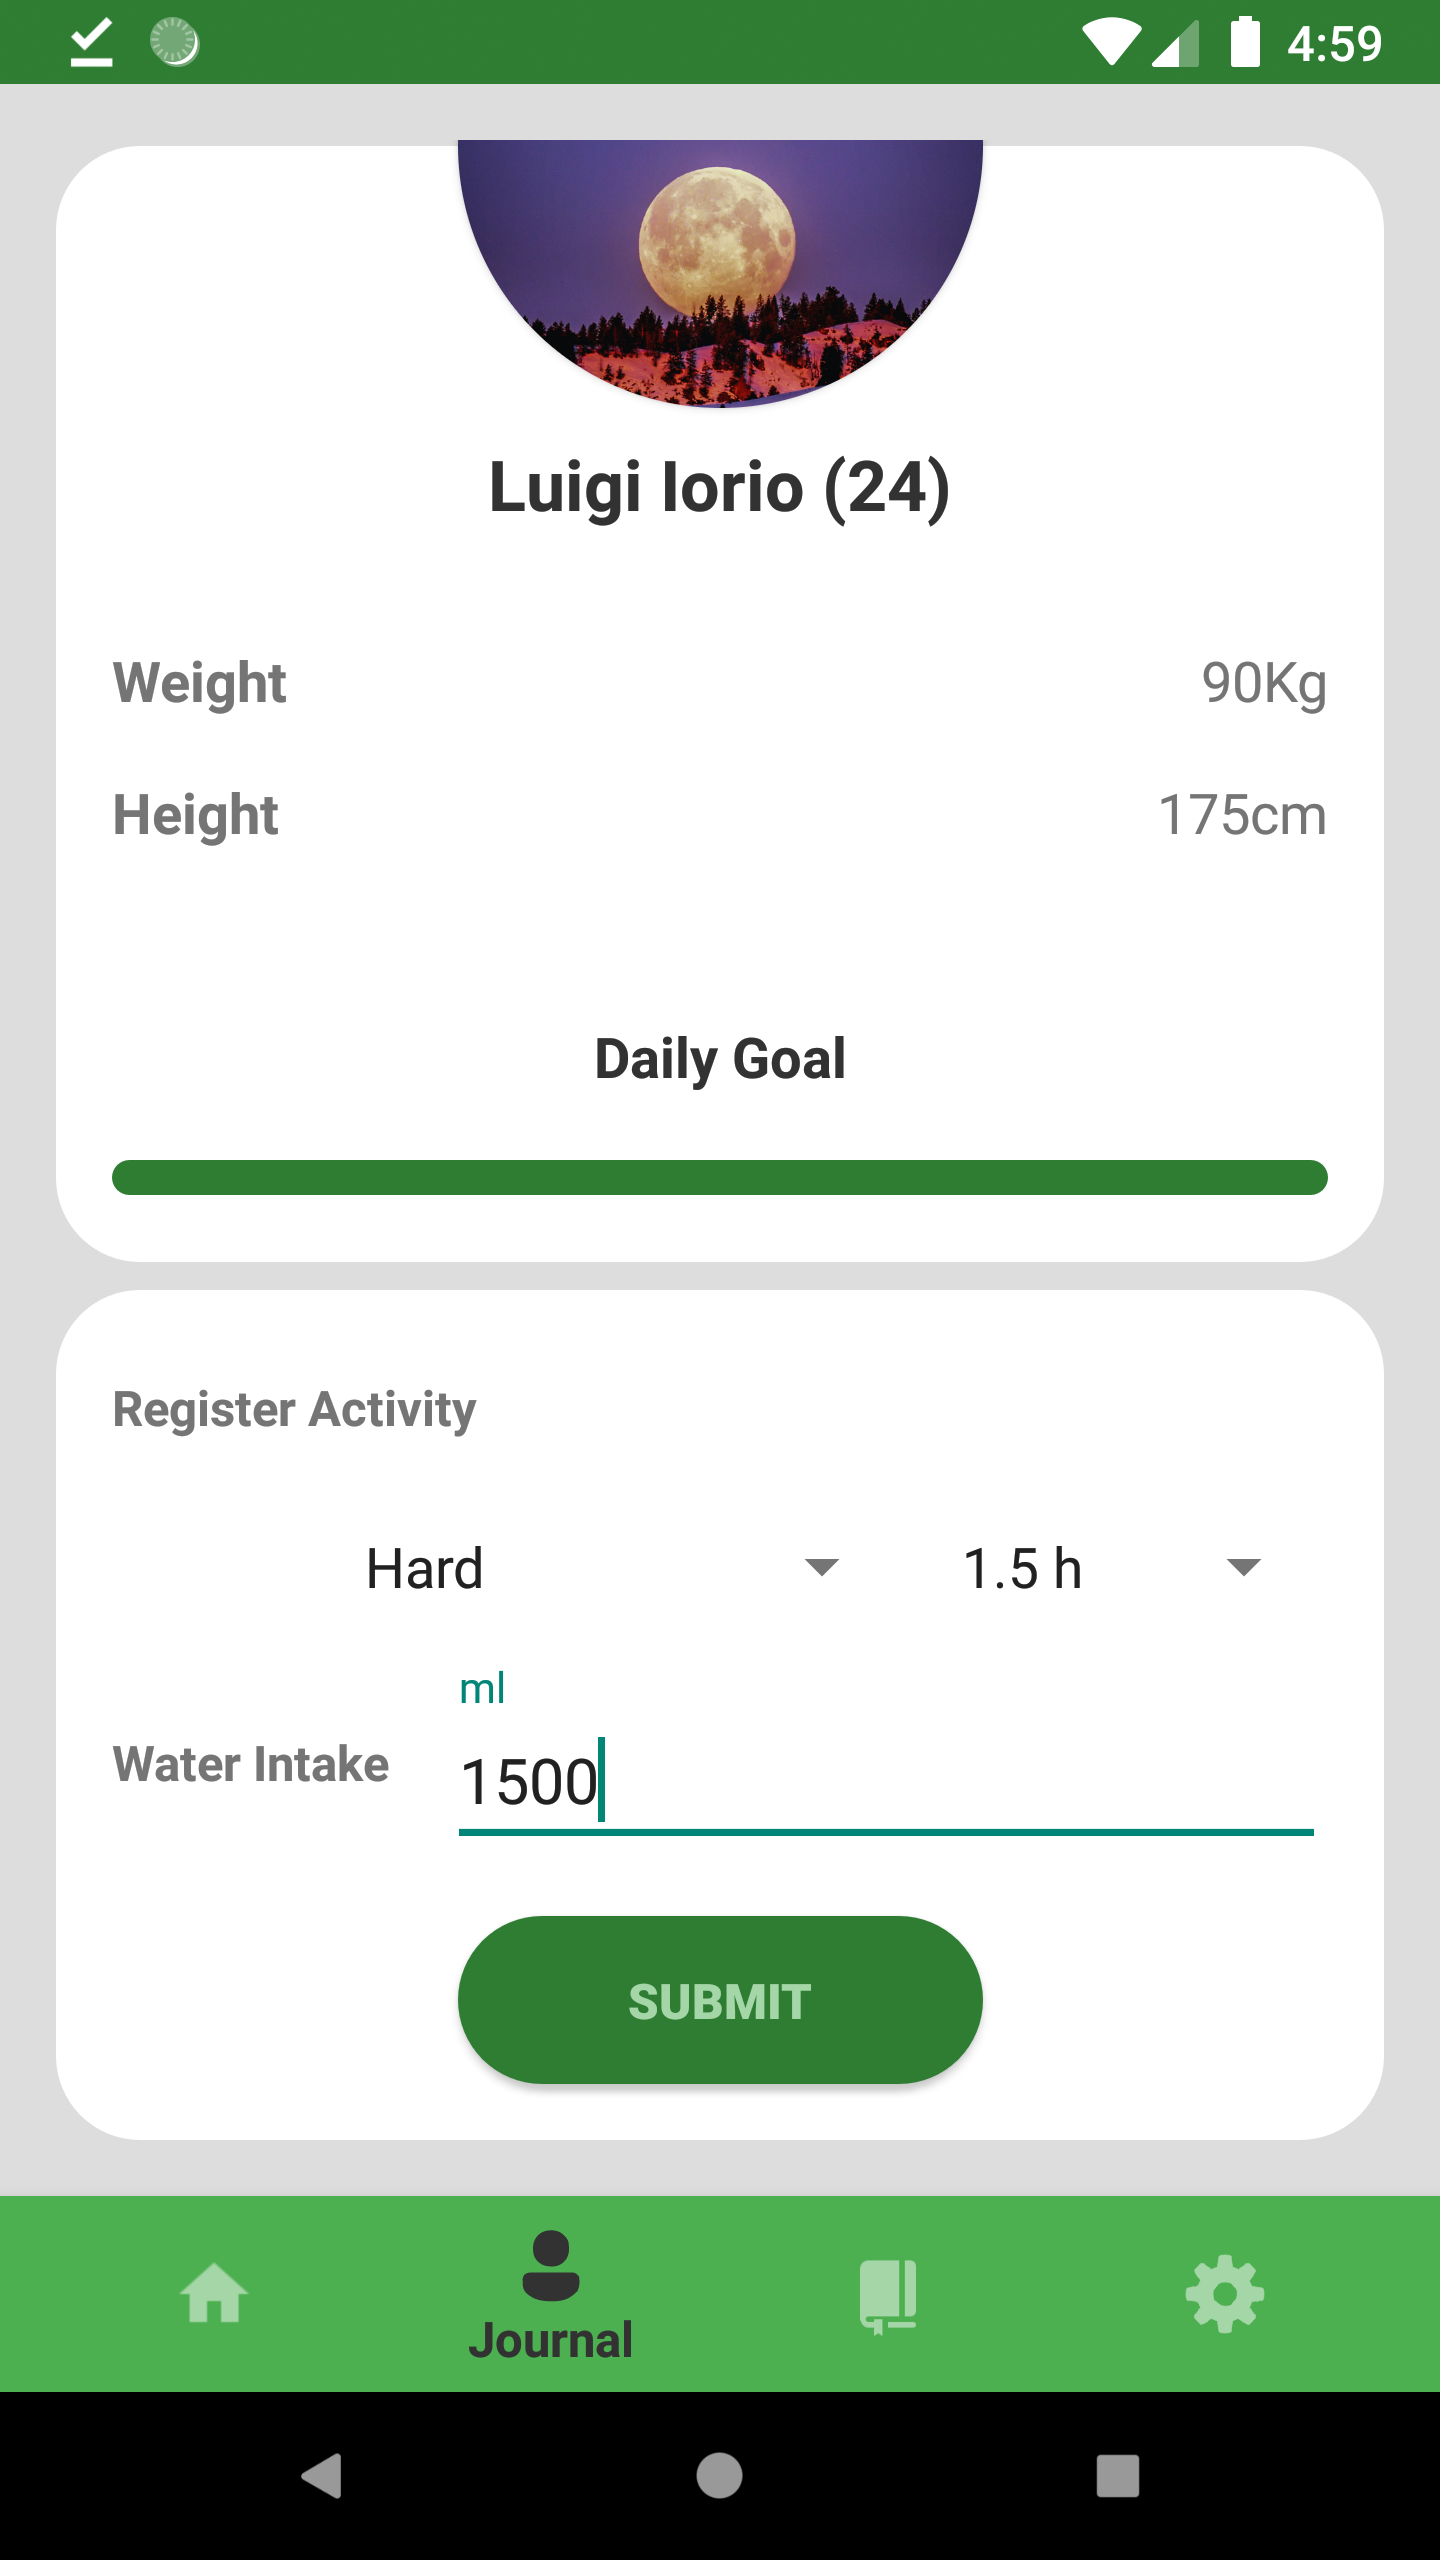 4:59
Luigi Iorio (24)
Weight 90Kg
Height 175cm
Daily Goal
Register Activity
Hard 1.5 h
ml
Water Intake 1500
SUBMIT
Journal